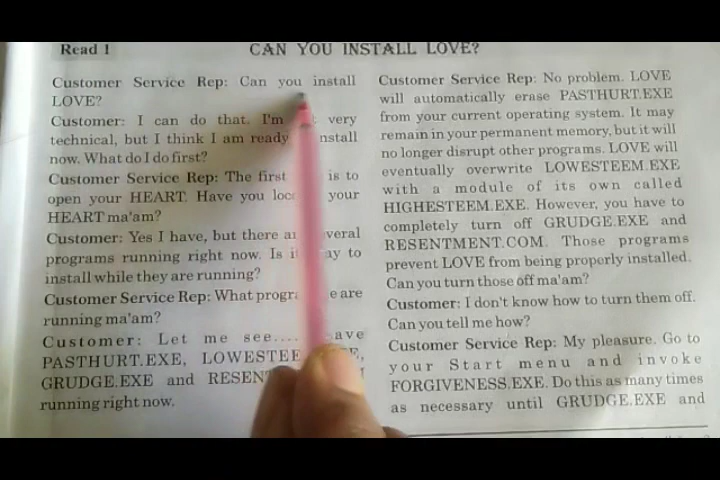 Read 1
CAN YOU INSTALL LOVE?
Customer Service Rep: Can you install
LOVE?
Customer: I can do that. I'm very
technical, but I think I am ready nstall
now. What do I do first?
Customer Service Rep: The first is to
open your HEART. Have you loc your
HEART ma'am?
Customer: Yes I have, but there a veral
programs running right now. Is i ay to
install while they are running?
Customer Service Rep: What progra e are
running ma'am?
Customer: Let me see.... ave
PASTHURT.EXE, LOWESTEE E,
GRUDGE.EXE and RESEN
running right now.
Customer Service Rep: No problem. LOVE
will automatically erase PASTHURT.EXE
from your current operating system. It may
remain in your permanent memory, but it will
no longer disrupt other programs. LOVE will
eventually overwrite LOWESTEEM.EXE
with a module of its own called
HIGHESTEEM.EXE. However, you have to
completely turn off GRUDGE.EXE and
RESENTMENT.COM. Those programs
prevent LOVE from being properly installed.
Can you turn those off ma'am?
Customer: I don't know how to turn them off.
Can you tell me how?
Customer Service Rep: My pleasure. Go to
your Start menu and invoke
FORGIVENESS.EXE. Do this as many times
as necessary until GRUDGE.EXE and